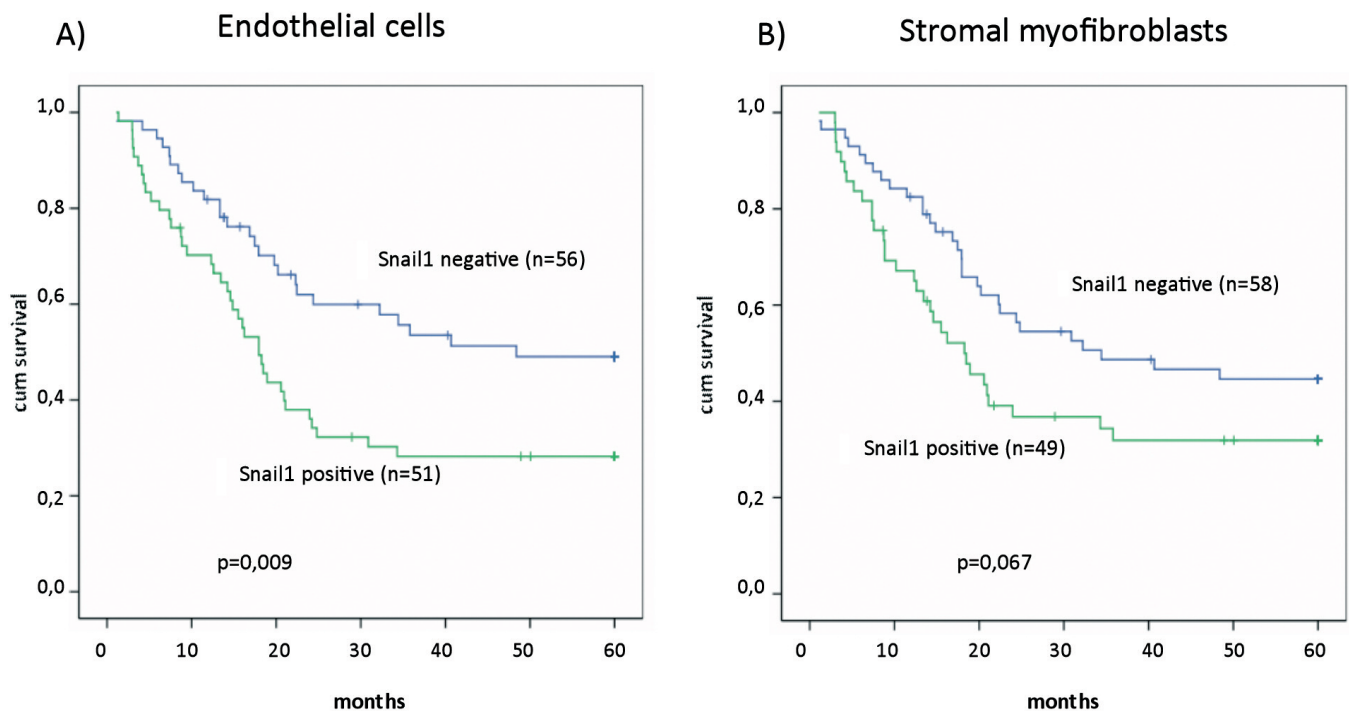 A) Endothelial cells
1,0
0,8
0,6
0,4
0,2
0,0
cum survival
Snail1 negative (n=56)
Snail1 positive (n=51)
p=0,009
0 10 20 30 40 50 60
months
B) Stromal myofibroblasts
1,0
0,8
0,6
0,4
0,2
0,0
cum survival
Snail1 negative (n=58)
Snail1 positive (n=49)
p=0,067
0 10 20 30 40 50 60
months